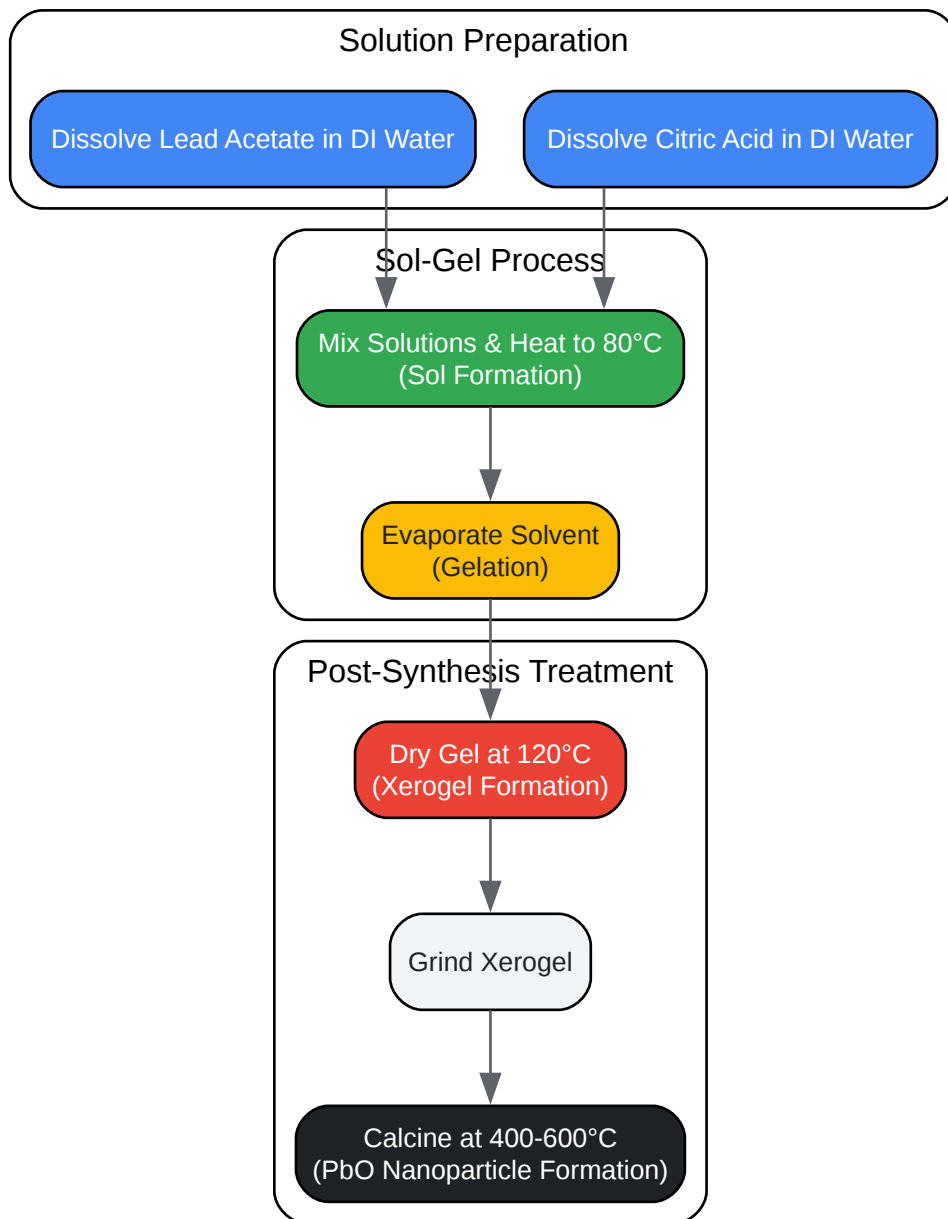 Solution Preparation
Dissolve Lead Acetate in DI Water
Dissolve Citric Acid in DI Water
Sol-Gel Process
Mix Solutions & Heat to 80°C
(Sol Formation)
Evaporate Solvent
(Gelation)
Post-Synthesis Treatment
Dry Gel at 120°C
(Xerogel Formation)
Grind Xerogel
Calcine at 400-600°C
(PbO Nanoparticle Formation)